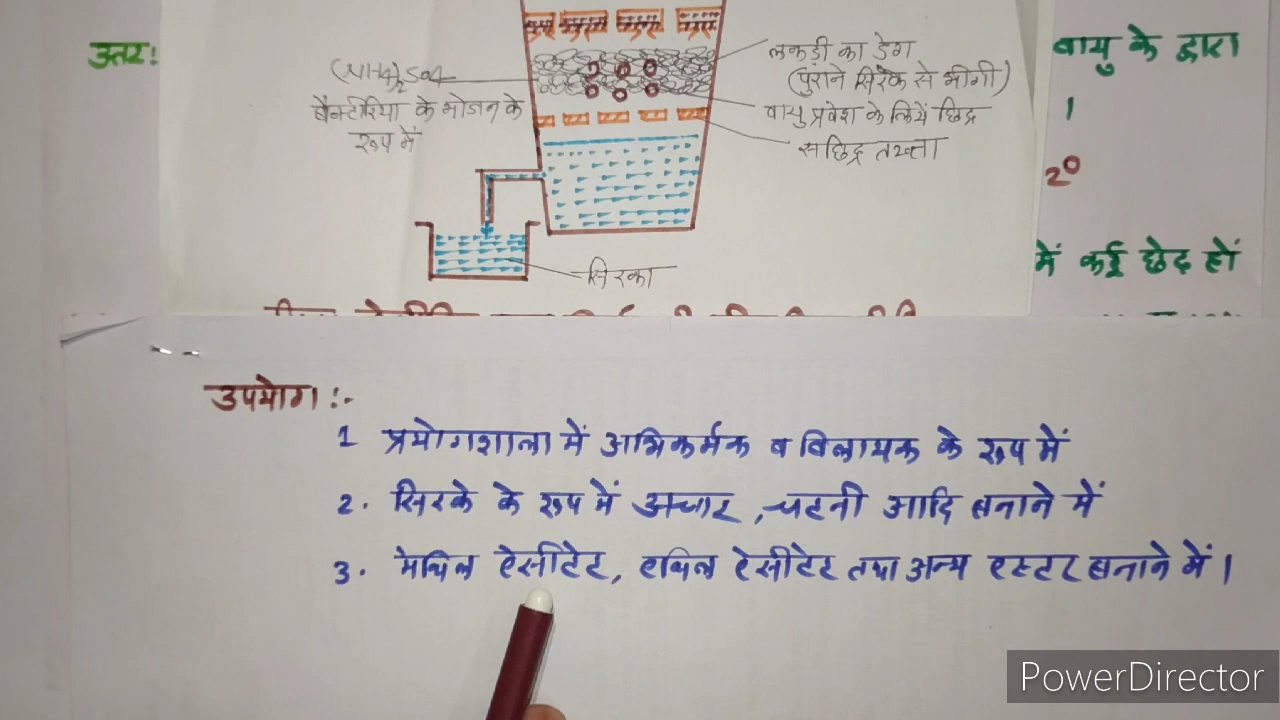 उत्तर:
(NH4)2SO4
बैक्टीरिया के भोजन के
रूप में
लकड़ी का ढेर
(पुराने सिरके से भीगी)
वायु प्रवेश के लिये छिद्र
सछिद्र तख्ता
सिरका
वायु के द्वारा
1
2º
में कई छेद हों
उपयोग:-
1 प्रयोगशाला में अभिकर्मक व विलायक के रूप में
2. सिरके के रूप में अचार, चटनी आदि बनाने में
3. मेथिल ऐसीटेट, एथिल ऐसीटेट तथा अन्य एस्टर बनाने में।
PowerDirector